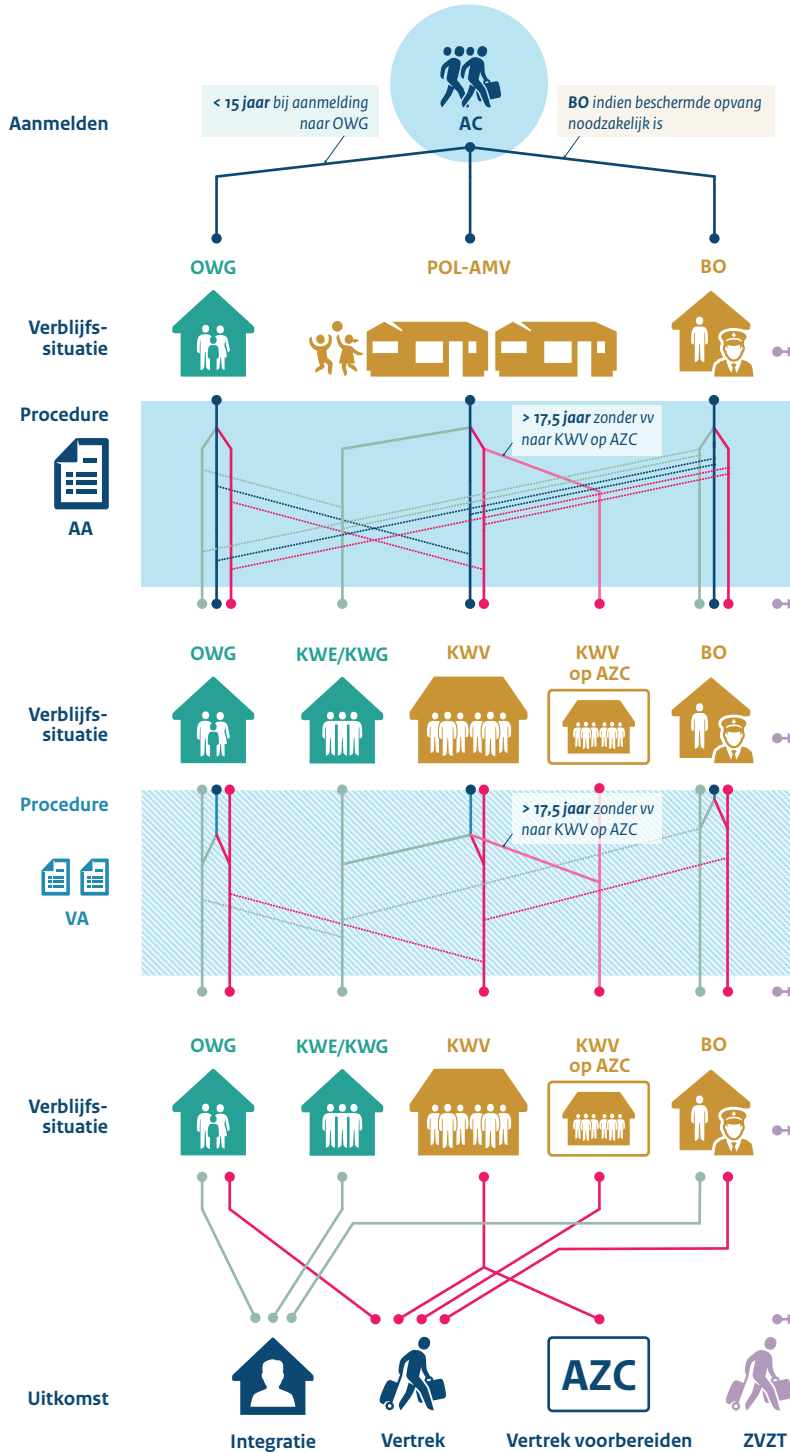 Aanmelden
< 15 jaar bij aanmelding
naar OWG
AC
BO indien beschermde opvang
noodzakelijk is
OWG
POL-AMV
BO
Verblijfs-
situatie
Procedure
AA
> 17,5 jaar zonder vv
naar KWV op AZC
OWG
KWE/KWG
KWV
KWV
op AZC
BO
Verblijfs-
situatie
Procedure
VA
> 17,5 jaar zonder vv
naar KWV op AZC
OWG
KWE/KWG
KWV
KWV
op AZC
BO
Verblijfs-
situatie
Uitkomst
AZC
Integratie
Vertrek
Vertrek voorbereiden
ZVZT